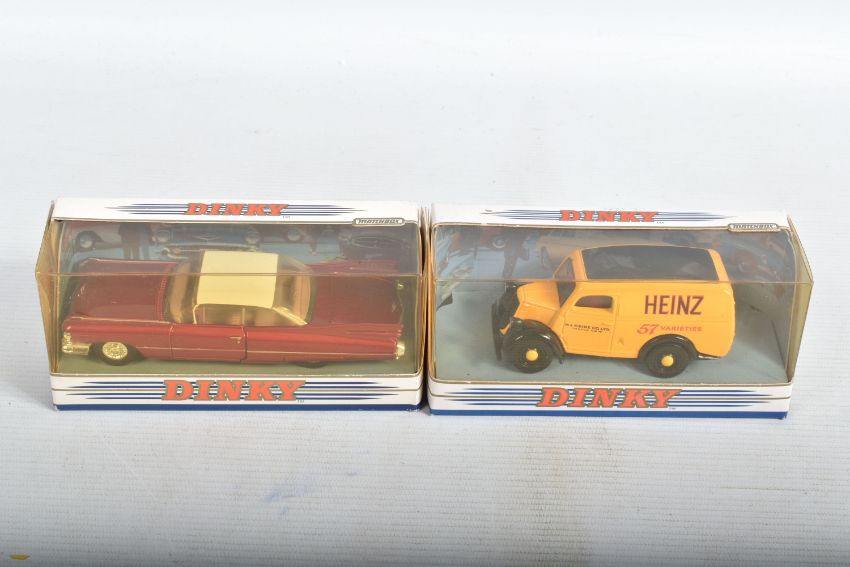 DINKY
MATCHBOX
DINKY
DINKY
MATCHBOX
HEINZ
57 VARIETIES
DINKY